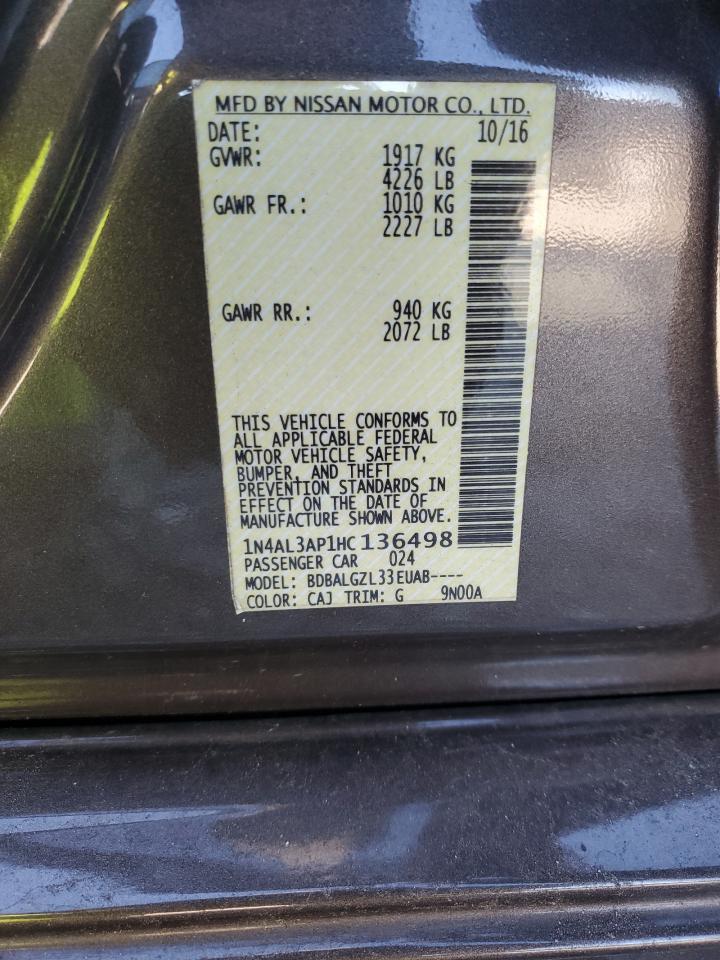 MFD BY NISSAN MOTOR CO., LTD.
DATE: 10/16
GVWR: 1917 KG
4226 LB
GAWR FR.: 1010 KG
2227 LB
GAWR RR.: 940 KG
2072 LB
THIS VEHICLE CONFORMS TO
ALL APPLICABLE FEDERAL
MOTOR VEHICLE SAFETY,
BUMPER, AND THEFT
PREVENTION STANDARDS IN
EFFECT ON THE DATE OF
MANUFACTURE SHOWN ABOVE.
1N4AL3AP1HC136498
PASSENGER CAR 024
MODEL: BDBALGZL33EUAB----
COLOR: CAJ TRIM: G 9N00A